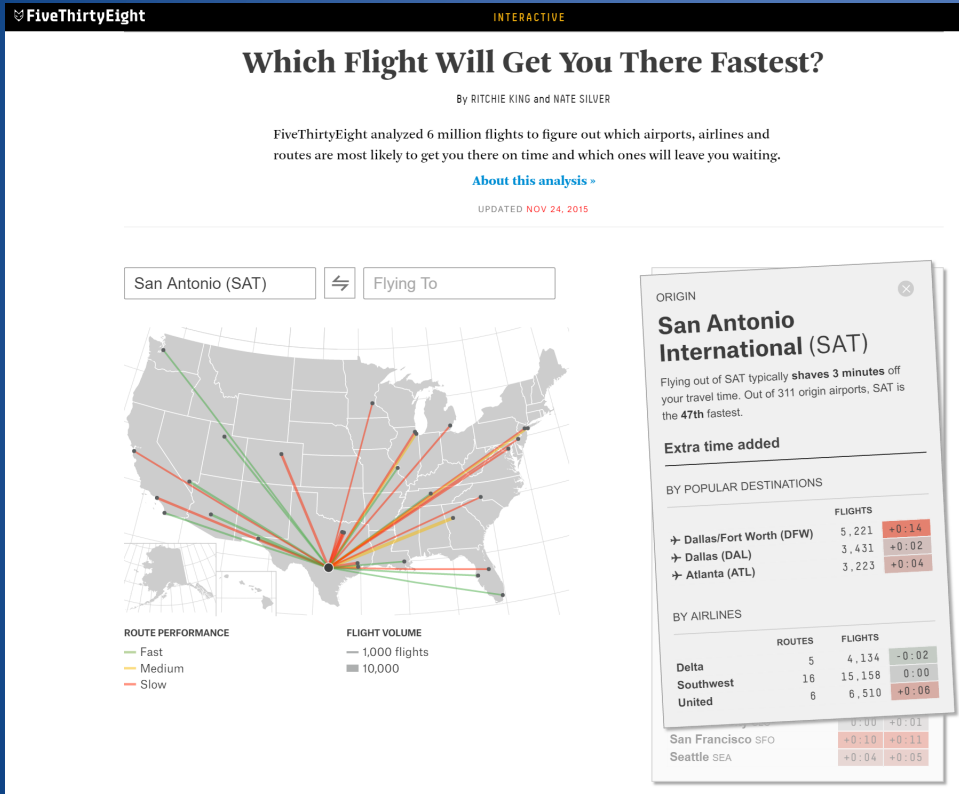 FiveThirtyEight
INTERACTIVE
Which Flight Will Get You There Fastest?
By RITCHIE KING and NATE SILVER
FiveThirtyEight analyzed 6 million flights to figure out which airports, airlines and
routes are most likely to get you there on time and which ones will leave you waiting.
About this analysis »
UPDATED NOV 24, 2015
San Antonio (SAT)
Flying To
ROUTE PERFORMANCE
Fast
Medium
Slow
FLIGHT VOLUME
1,000 flights
10,000
ORIGIN
San Antonio
International (SAT)
Flying out of SAT typically shaves 3 minutes off
your travel time. Out of 311 origin airports, SAT is
the 47th fastest.
Extra time added
BY POPULAR DESTINATIONS
FLIGHTS
Dallas/Fort Worth (DFW) 5,221 +0:14
Dallas (DAL) 3,431 +0:02
Atlanta (ATL) 3,223 +0:04
BY AIRLINES
ROUTES FLIGHTS
Delta 5 4,134 -0:02
Southwest 16 15,158 0:00
United 6 6,510 +0:06
0:00 +0:01
San Francisco SFO +0:10 +0:11
Seattle SEA +0:04 +0:05